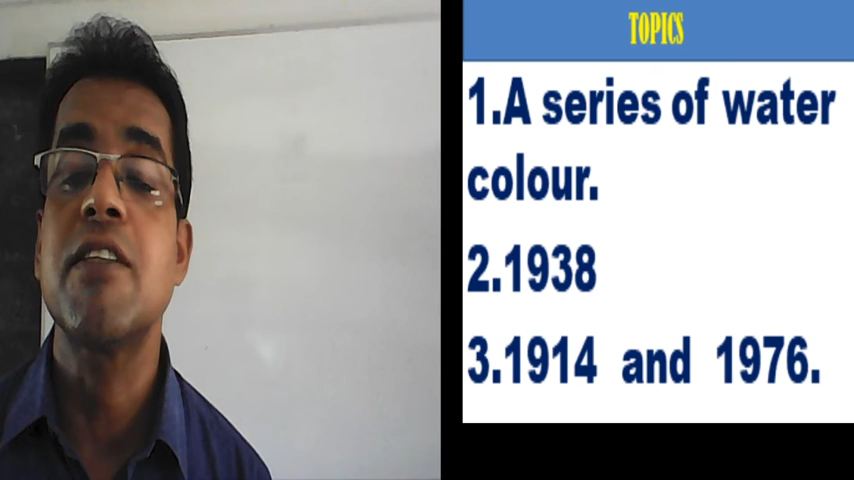 TOPICS
1.A series of water
colour.
2.1938
3.1914 and 1976.